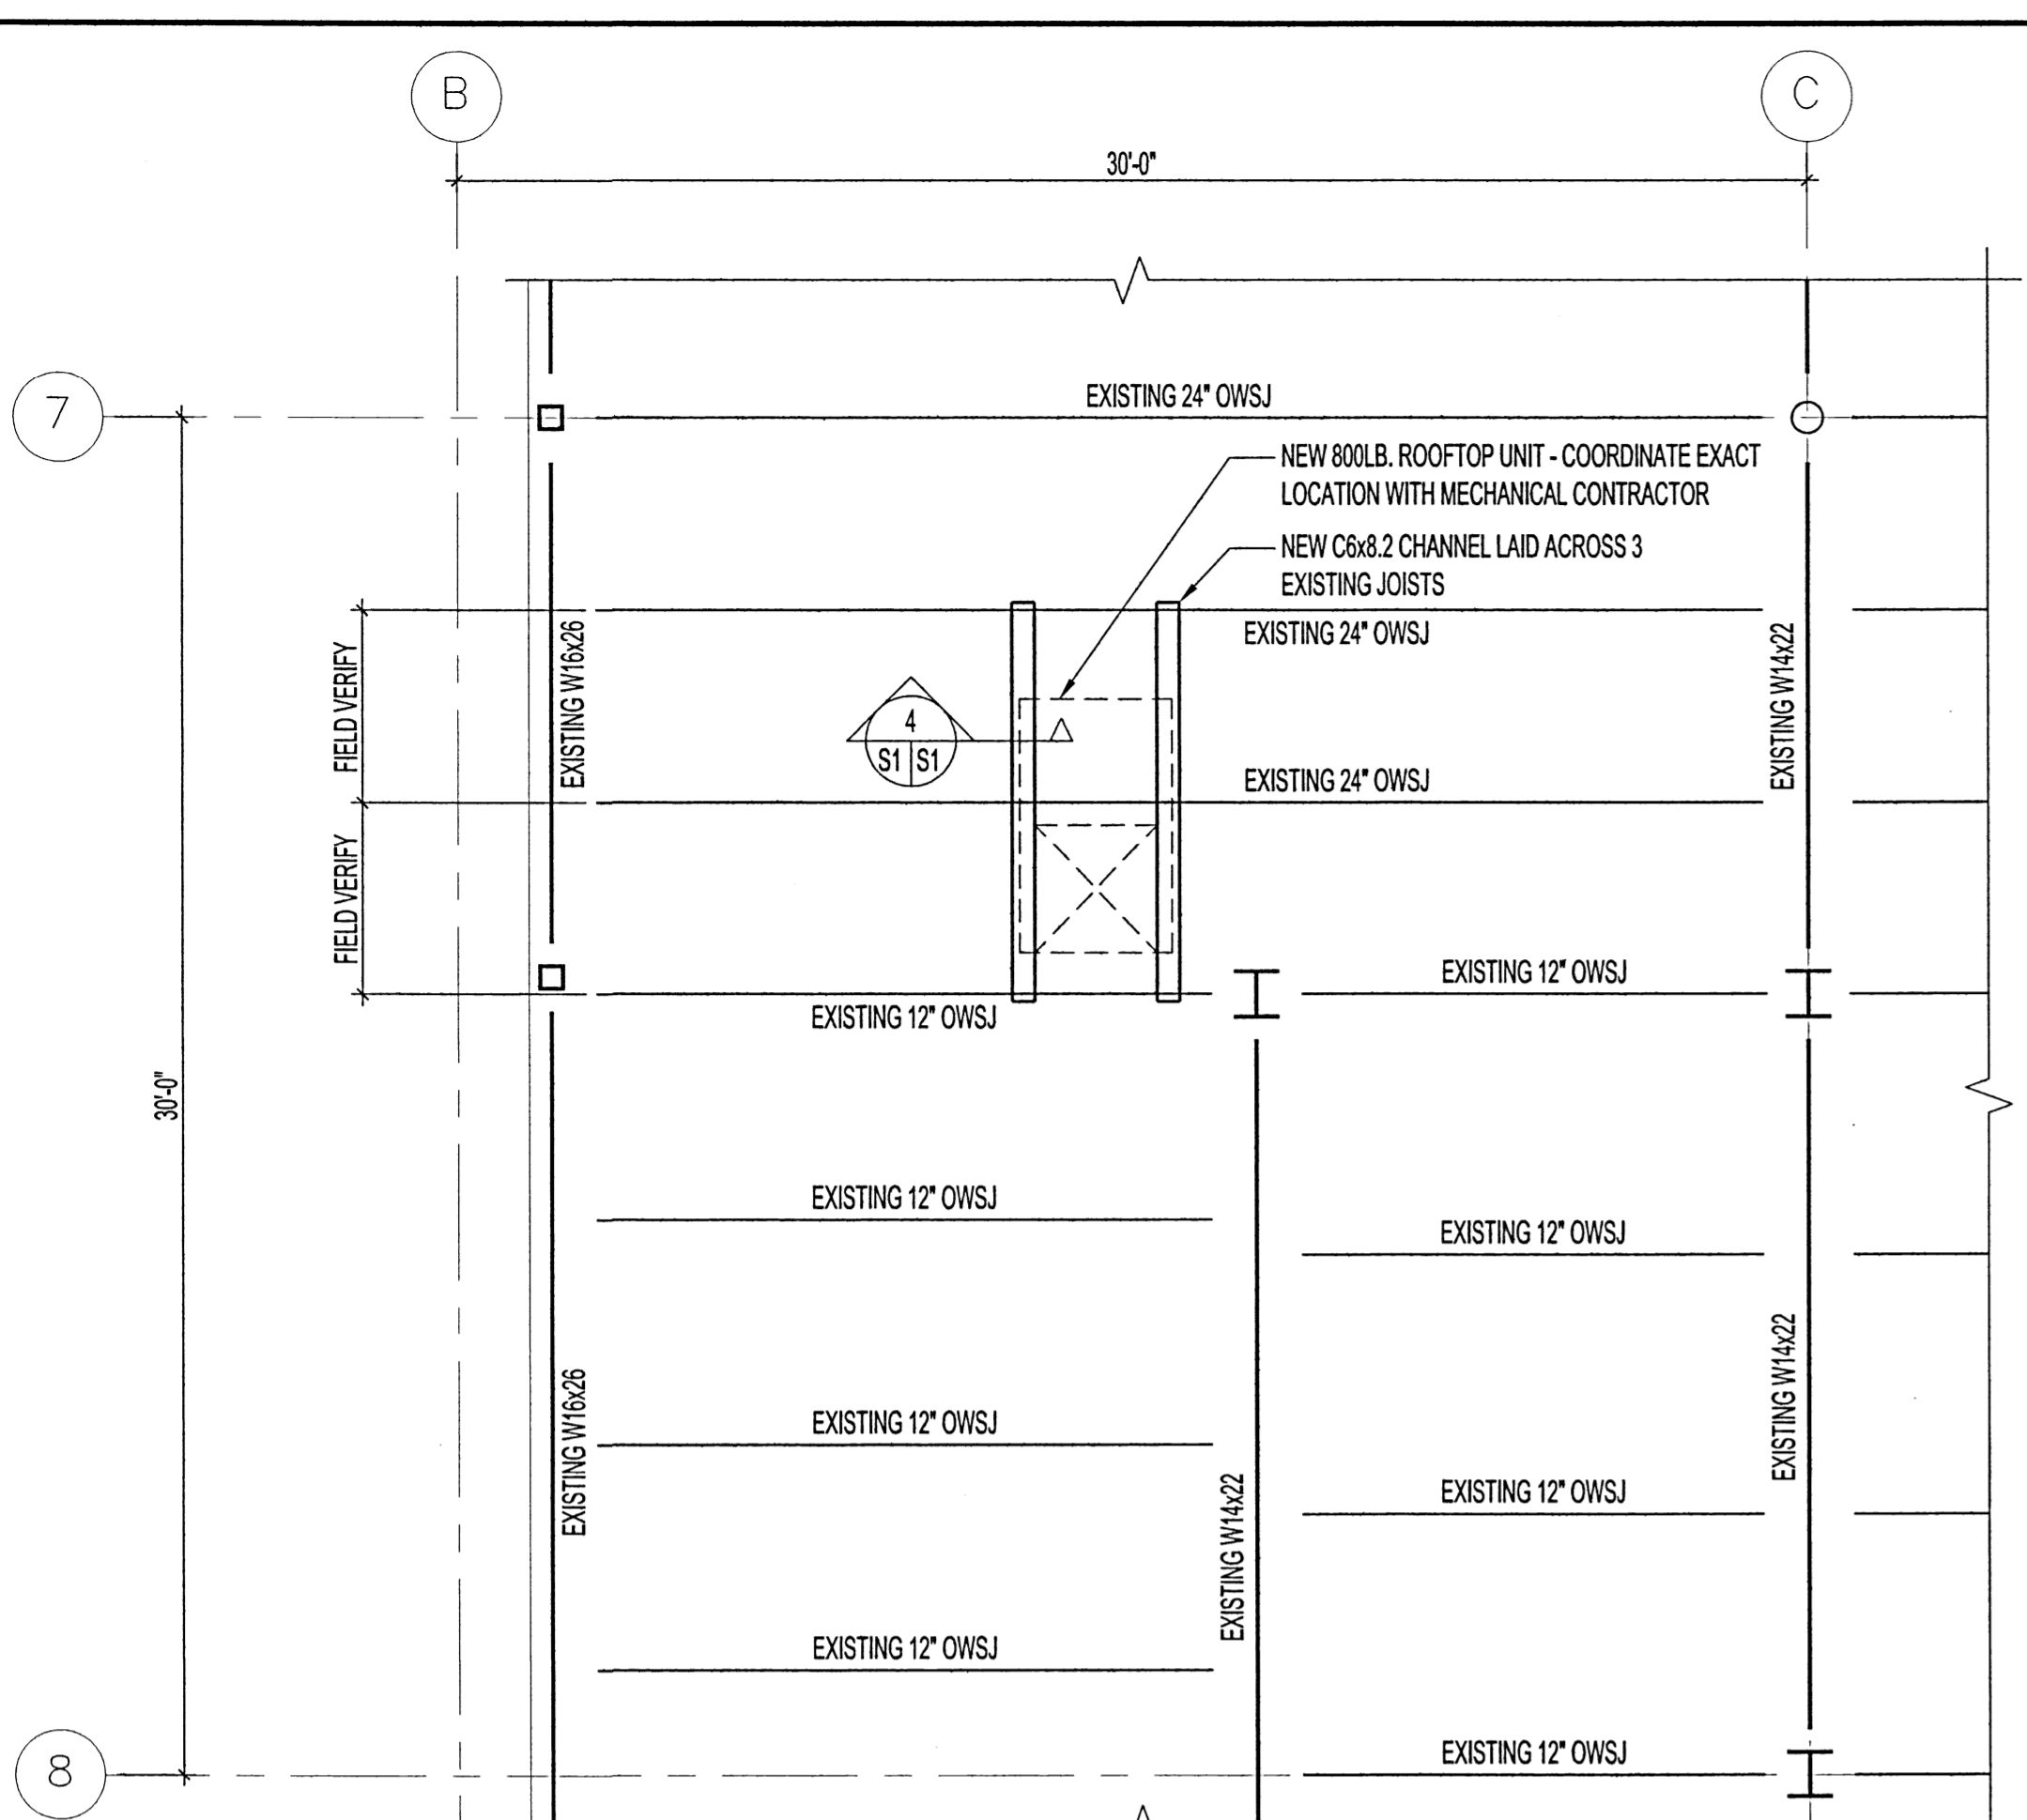 B
C
30'-0"
7
EXISTING 24" OWSJ
NEW 800LB. ROOFTOP UNIT - COORDINATE EXACT
LOCATION WITH MECHANICAL CONTRACTOR
NEW C6x8.2 CHANNEL LAID ACROSS 3
EXISTING JOISTS
EXISTING 24" OWSJ
FIELD VERIFY
EXISTING W16x26
4
S1 S1
EXISTING W14x22
EXISTING 24" OWSJ
FIELD VERIFY
EXISTING 12" OWSJ
EXISTING 12" OWSJ
30'-0"
EXISTING 12" OWSJ
EXISTING 12" OWSJ
EXISTING W16x26
EXISTING 12" OWSJ
EXISTING W14x22
EXISTING W14x22
EXISTING 12" OWSJ
EXISTING 12" OWSJ
8
EXISTING 12" OWSJ